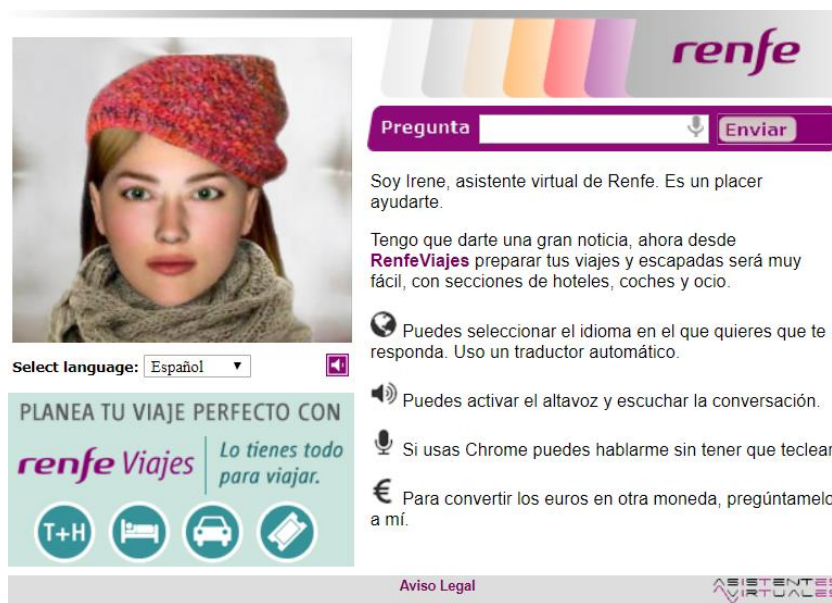 renfe
Pregunta
Enviar
Soy Irene, asistente virtual de Renfe. Es un placer
ayudarte.
Tengo que darte una gran noticia, ahora desde
RenfeViajes preparar tus viajes y escapadas será muy
fácil, con secciones de hoteles, coches y ocio.
Puedes seleccionar el idioma en el que quieres que te
responda. Uso un traductor automático.
Puedes activar el altavoz y escuchar la conversación.
Si usas Chrome puedes hablarme sin tener que teclear
€ Para convertir los euros en otra moneda, pregúntamelo
a mí.
Select language: Español
PLANEA TU VIAJE PERFECTO CON
renfe Viajes
Lo tienes todo
para viajar.
T+H
Aviso Legal
ASISTENTES
VIRTUALES